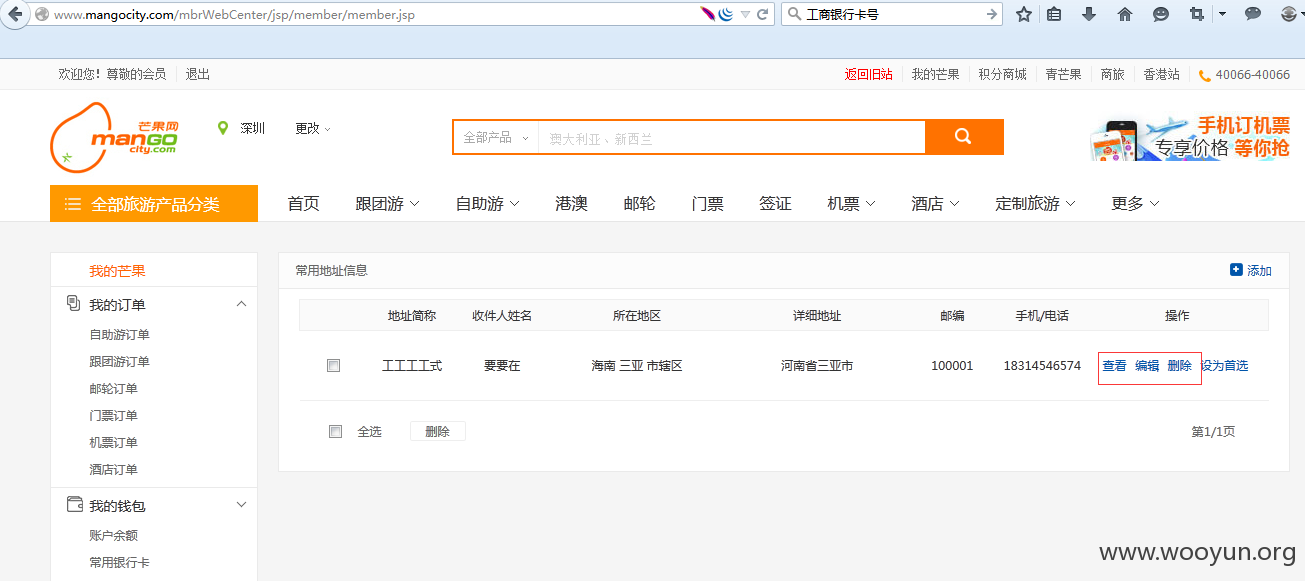 www.mangocity.com/mbrWebCenter/jsp/member/member.jsp 工商银行卡号
欢迎您！尊敬的会员 退出 返回旧站 我的芒果 积分商城 青芒果 商旅 香港站 40066-40066
芒果网
mango
city.com
深圳 更改
全部产品 澳大利亚、新西兰
手机订机票
专享价格 等你抢
全部旅游产品分类 首页 跟团游 自助游 港澳 邮轮 门票 签证 机票 酒店 定制旅游 更多
我的芒果
我的订单
自助游订单
跟团游订单
邮轮订单
门票订单
机票订单
酒店订单
我的钱包
账户余额
常用银行卡
常用地址信息 添加
地址简称 收件人姓名 所在地区 详细地址 邮编 手机/电话 操作
工工工工式 要要在 海南 三亚 市辖区 河南省三亚市 100001 18314546574 查看 编辑 删除 设为首选
全选 删除 第1/1页
www.wooyun.org